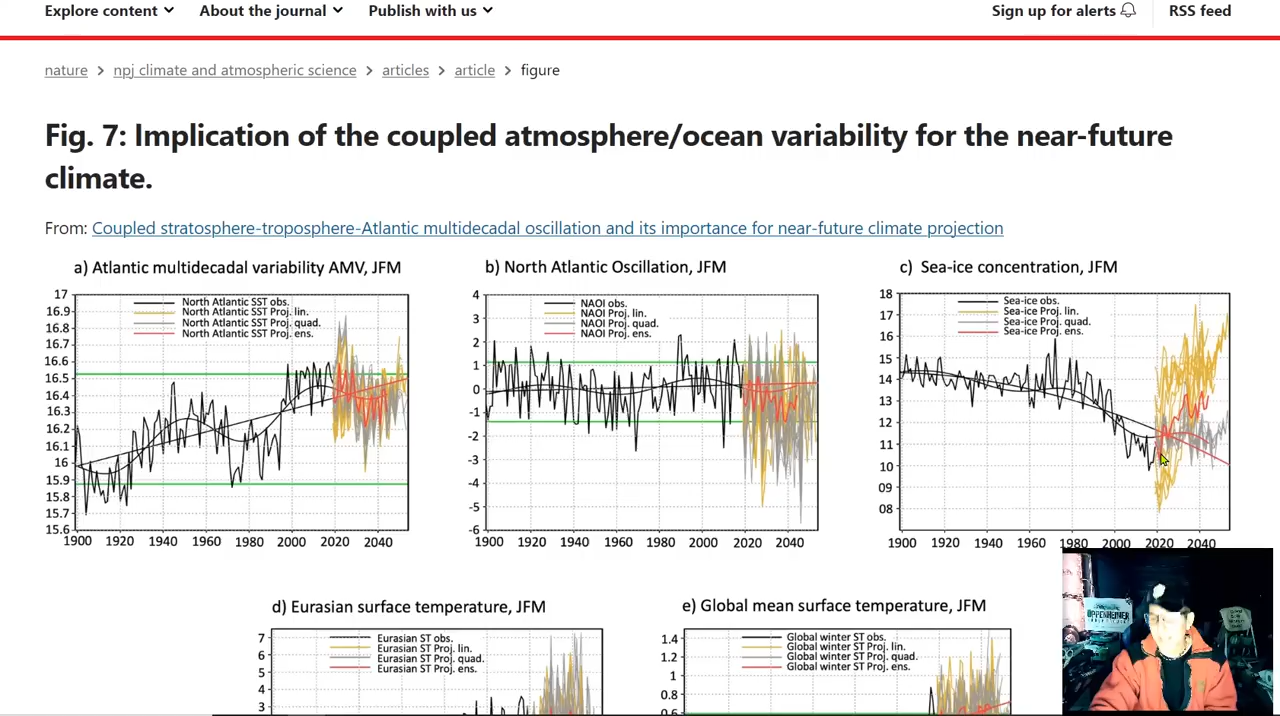 Explore content About the journal Publish with us Sign up for alerts RSS feed
nature > npj climate and atmospheric science > articles > article > figure
Fig. 7: Implication of the coupled atmosphere/ocean variability for the near-future
climate.
From: Coupled stratosphere-troposphere-Atlantic multidecadal oscillation and its importance for near-future climate projection
a) Atlantic multidecadal variability AMV, JFM
17
16.9
16.8
16.7
16.6
16.5
16.4
16.3
16.2
16.1
16
15.9
15.8
15.7
15.6
North Atlantic SST obs.
North Atlantic SST Proj. lin.
North Atlantic SST Proj. quad.
North Atlantic SST Proj. ens.
1900 1920 1940 1960 1980 2000 2020 2040
b) North Atlantic Oscillation, JFM
4
3
2
1
0
-1
-2
-3
-4
-5
-6
NAOI obs.
NAOI Proj. lin.
NAOI Proj. quad.
NAOI Proj. ens.
1900 1920 1940 1960 1980 2000 2020 2040
c) Sea-ice concentration, JFM
18
17
16
15
14
13
12
11
10
09
08
Sea-ice obs.
Sea-ice Proj. lin.
Sea-ice Proj. quad.
Sea-ice Proj. ens.
1900 1920 1940 1960 1980 2000 2020 2040
d) Eurasian surface temperature, JFM
7
6
5
4
3
Eurasian ST obs.
Eurasian ST Proj. lin.
Eurasian ST Proj. quad.
Eurasian ST Proj. ens.
e) Global mean surface temperature, JFM
1.4
1.2
1
0.8
0.6
Global winter ST obs.
Global winter ST Proj. lin.
Global winter ST Proj. quad.
Global winter ST Proj. ens.
OPPENHEIMER